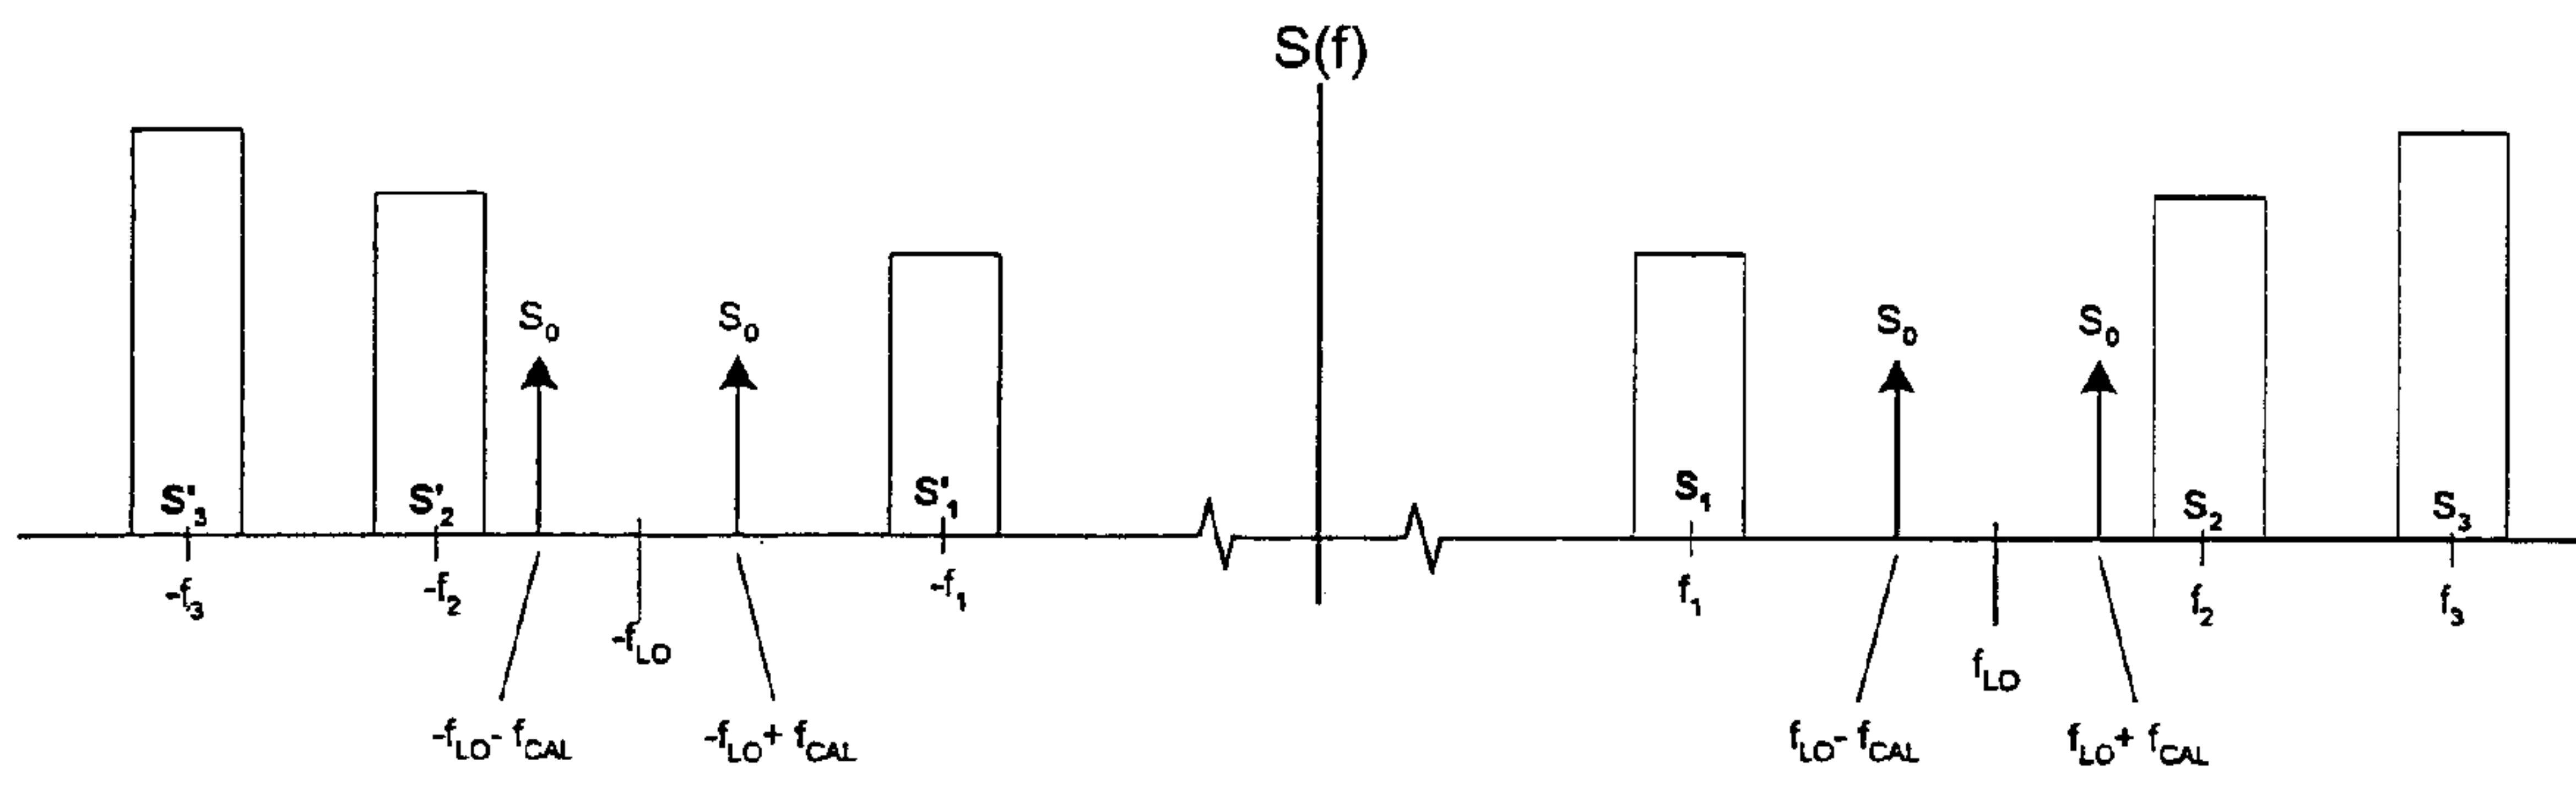 S(f)
S₀ S₀ S₀ S₀
S'₃ S'₂ S'₁ S₁ S₂ S₃
-f₃ -f₂ -f₁ f₁ f₂ f₃
-f_LO f_LO
-f_LO- f_CAL -f_LO+ f_CAL f_LO- f_CAL f_LO+ f_CAL